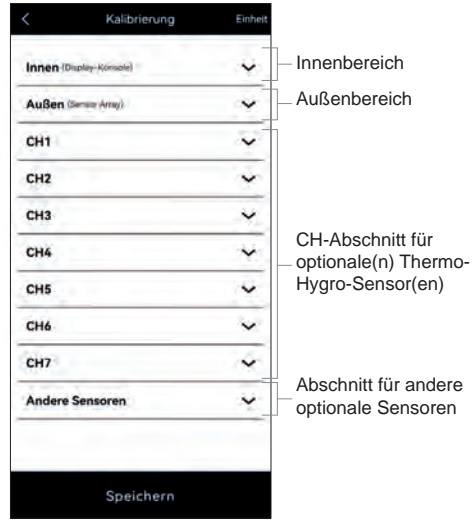 Kalibrierung
Einheit
Innen (Display-Konsole)
Innenbereich
Außen (Sensor Array)
Außenbereich
CH1
CH2
CH3
CH4
CH5
CH6
CH7
CH-Abschnitt für
optionale(n) Thermo-
Hygro-Sensor(en)
Andere Sensoren
Abschnitt für andere
optionale Sensoren
Speichern